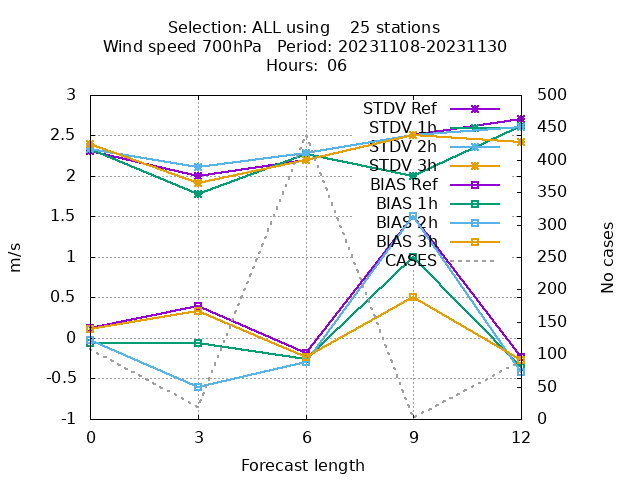 Selection: ALL using    25 stations
Wind speed 700hPa   Period: 20231108-20231130
Hours:  06
3
2.5
2
1.5
1
0.5
0
-0.5
-1
500
450
400
350
300
250
200
150
100
50
0
STDV Ref
STDV 1h
STDV 2h
STDV 3h
BIAS Ref
BIAS 1h
BIAS 2h
BIAS 3h
CASES
m/s
No cases
0
3
6
9
12
Forecast length